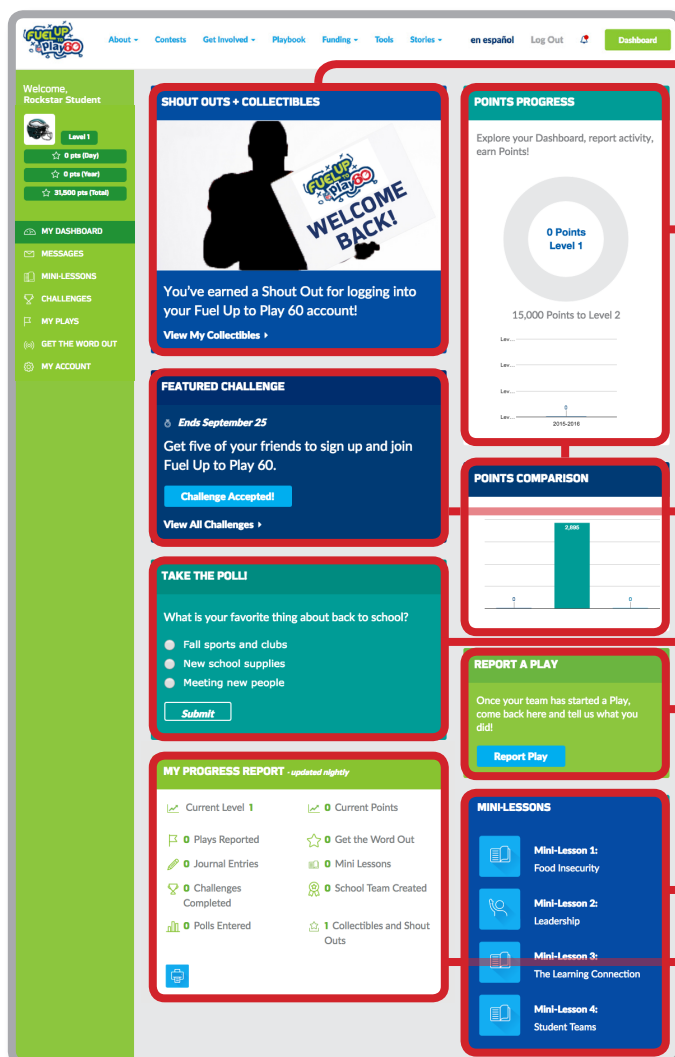 FUEL UP TO Play 60
About
Contests
Get Involved
Playbook
Funding
Tools
Stories
en español
Log Out
Dashboard
Welcome,
Rockstar Student
Level 1
0 pts (Day)
0 pts (Year)
31,500 pts (Total)
MY DASHBOARD
MESSAGES
MINI-LESSONS
CHALLENGES
MY PLAYS
GET THE WORD OUT
MY ACCOUNT
SHOUT OUTS + COLLECTIBLES
FUEL UP TO Play 60
WELCOME
BACK!
You've earned a Shout Out for logging into
your Fuel Up to Play 60 account!
View My Collectibles
FEATURED CHALLENGE
Ends September 25
Get five of your friends to sign up and join
Fuel Up to Play 60.
Challenge Accepted!
View All Challenges
TAKE THE POLL!
What is your favorite thing about back to school?
Fall sports and clubs
New school supplies
Meeting new people
Submit
MY PROGRESS REPORT - updated nightly
Current Level 1
0 Current Points
0 Plays Reported
0 Get the Word Out
0 Journal Entries
0 Mini Lessons
0 Challenges
Completed
0 School Team Created
0 Polls Entered
1 Collectibles and Shout
Outs
POINTS PROGRESS
Explore your Dashboard, report activity,
earn Points!
0 Points
Level 1
15,000 Points to Level 2
Lev...
Lev...
Lev...
Lev...
0
2015-2016
POINTS COMPARISON
2,895
0
0
REPORT A PLAY
Once your team has started a Play,
come back here and tell us what you
did!
Report Play
MINI-LESSONS
Mini-Lesson 1:
Food Insecurity
Mini-Lesson 2:
Leadership
Mini-Lesson 3:
The Learning Connection
Mini-Lesson 4:
Student Teams